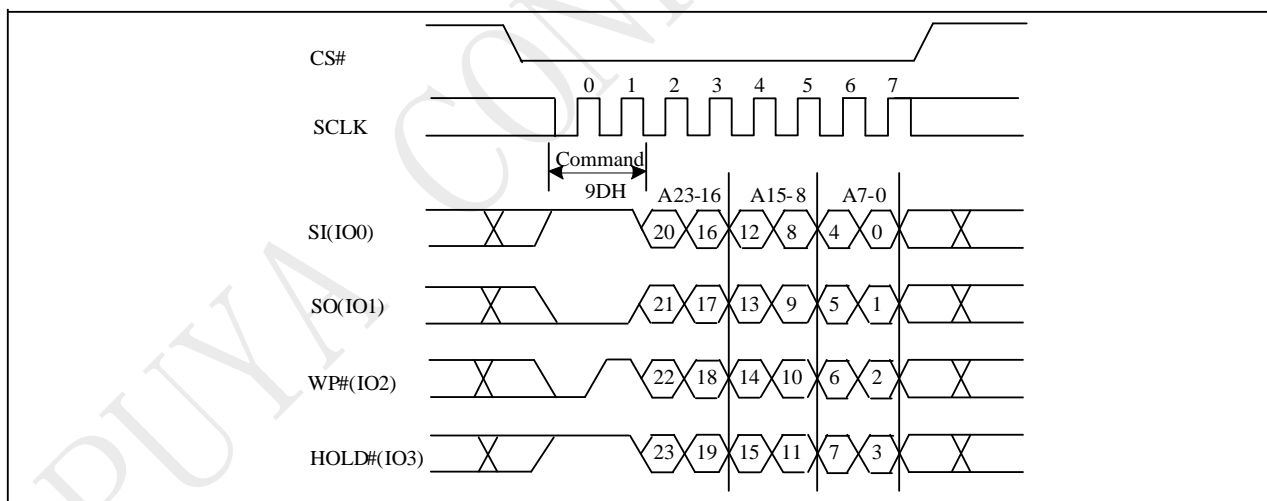 CS#
0 1 2 3 4 5 6 7
SCLK
Command
9DH
A23-16 A15-8 A7-0
SI(IO0) 20 16 12 8 4 0
SO(IO1) 21 17 13 9 5 1
WP#(IO2) 22 18 14 10 6 2
HOLD#(IO3) 23 19 15 11 7 3
PUYA